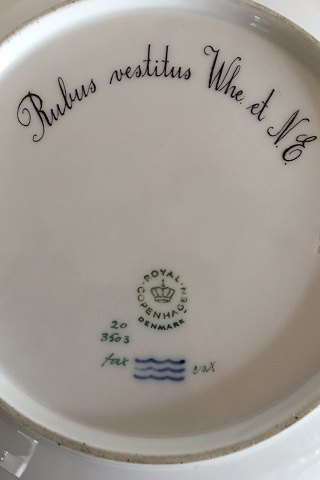 Rubus vestitus Whe. et N.E.
ROYAL
COPENHAGEN
DENMARK
20
3503